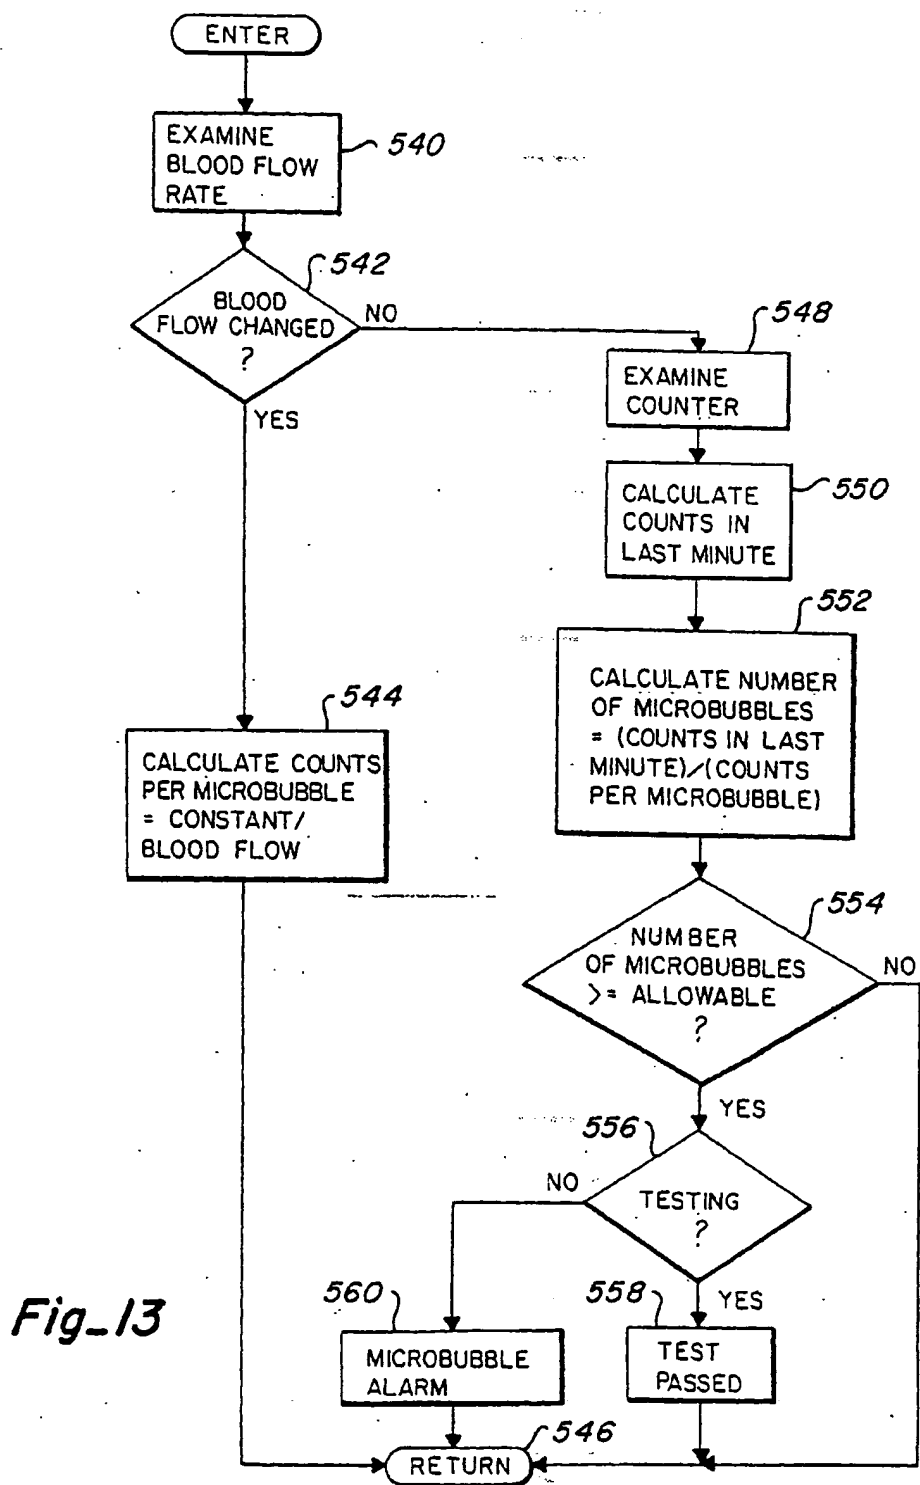 ENTER
EXAMINE
BLOOD FLOW
RATE
540
542
BLOOD
FLOW CHANGED
?
NO
YES
548
EXAMINE
COUNTER
550
CALCULATE
COUNTS IN
LAST MINUTE
552
CALCULATE NUMBER
OF MICROBUBBLES
= (COUNTS IN LAST
MINUTE)/(COUNTS
PER MICROBUBBLE)
544
CALCULATE COUNTS
PER MICROBUBBLE
= CONSTANT/
BLOOD FLOW
554
NUMBER
OF MICROBUBBLES
>= ALLOWABLE
?
NO
YES
556
NO
TESTING
?
YES
560
MICROBUBBLE
ALARM
558
TEST
PASSED
546
RETURN
Fig_13